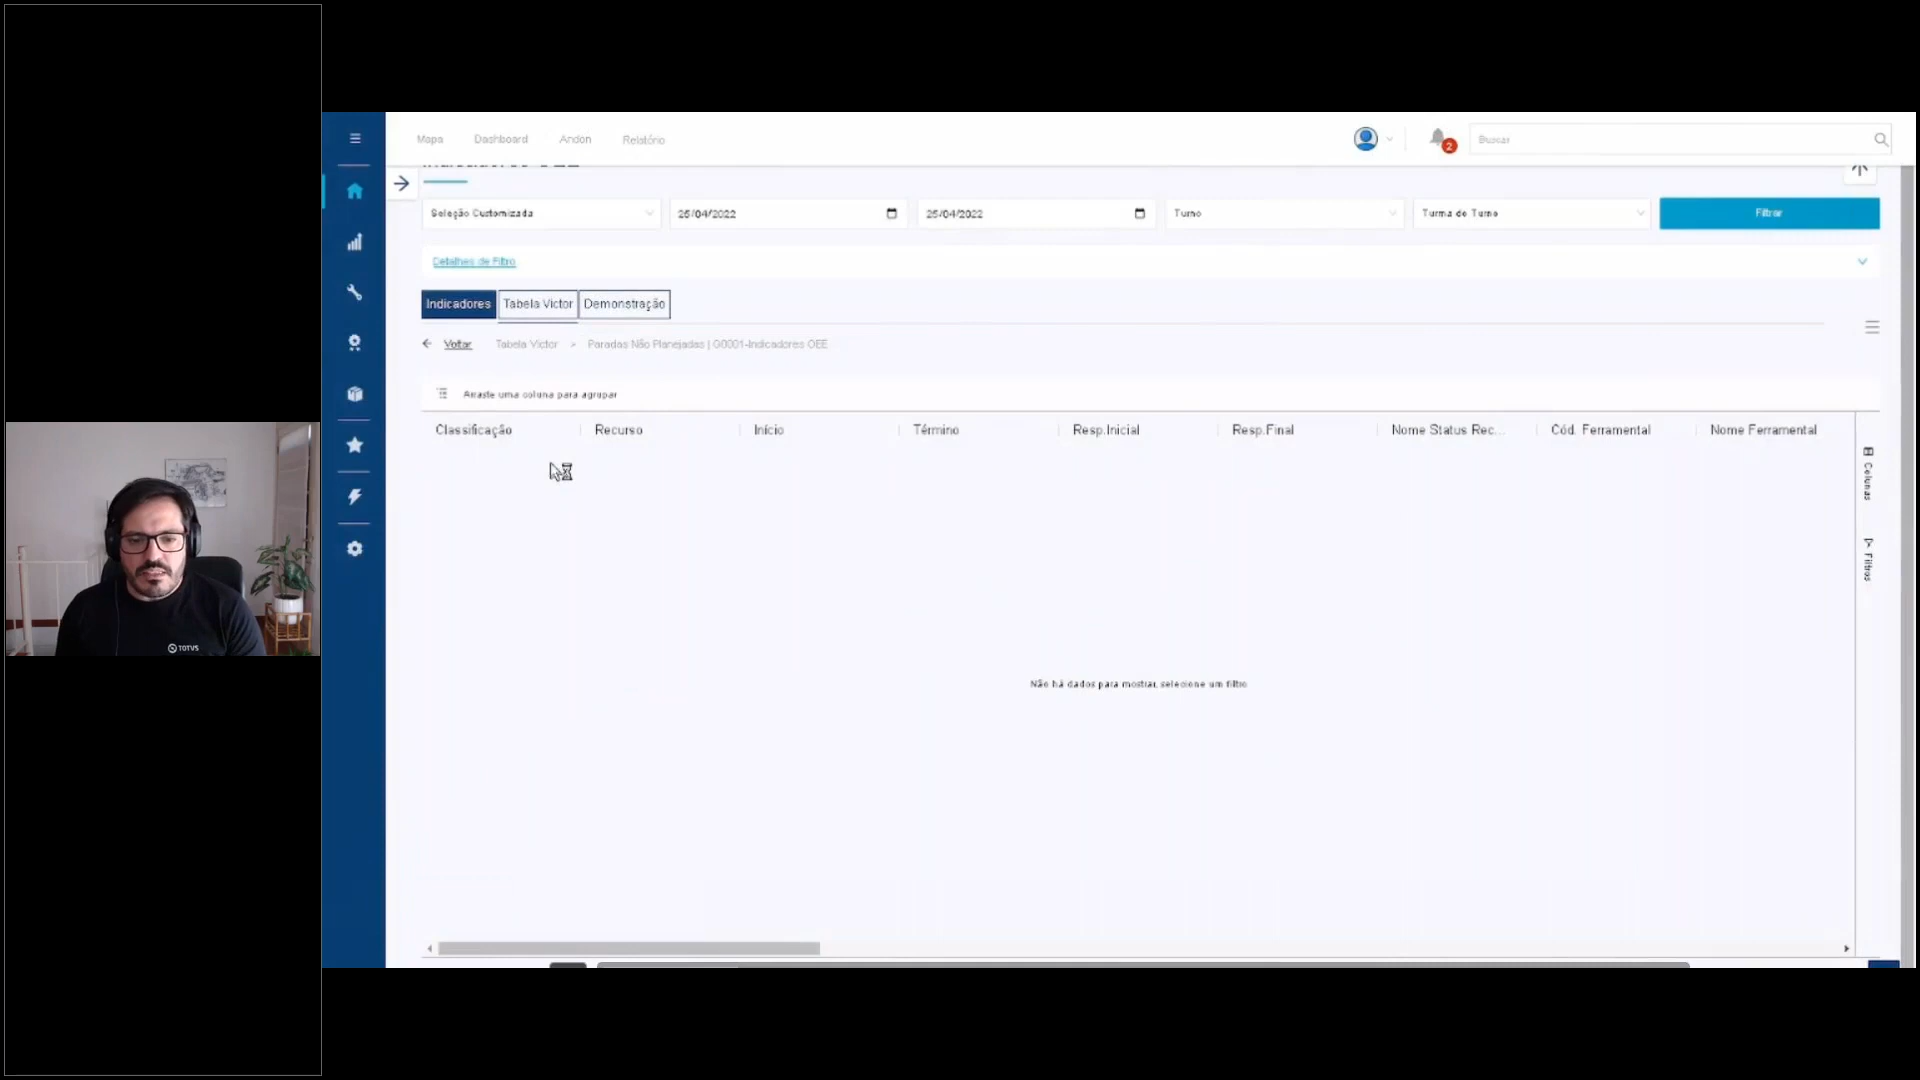 Mapa Dashboard Andon Relatório 2 Buscar
Seleção Customizada 25/04/2022 25/04/2022 Turno Turma de Turno Filtrar
Detalhes de Filtro
Indicadores Tabela Victor Demonstração
Voltar Tabela Victor > Paradas Não Planejadas | G0001-Indicadores OEE
Arraste uma coluna para agrupar
Classificação Recurso Início Término Resp.Inicial Resp.Final Nome Status Rec... Cód. Ferramental Nome Ferramental
Colunas
Filtros
Não há dados para mostrar, selecione um filtro
TOTVS